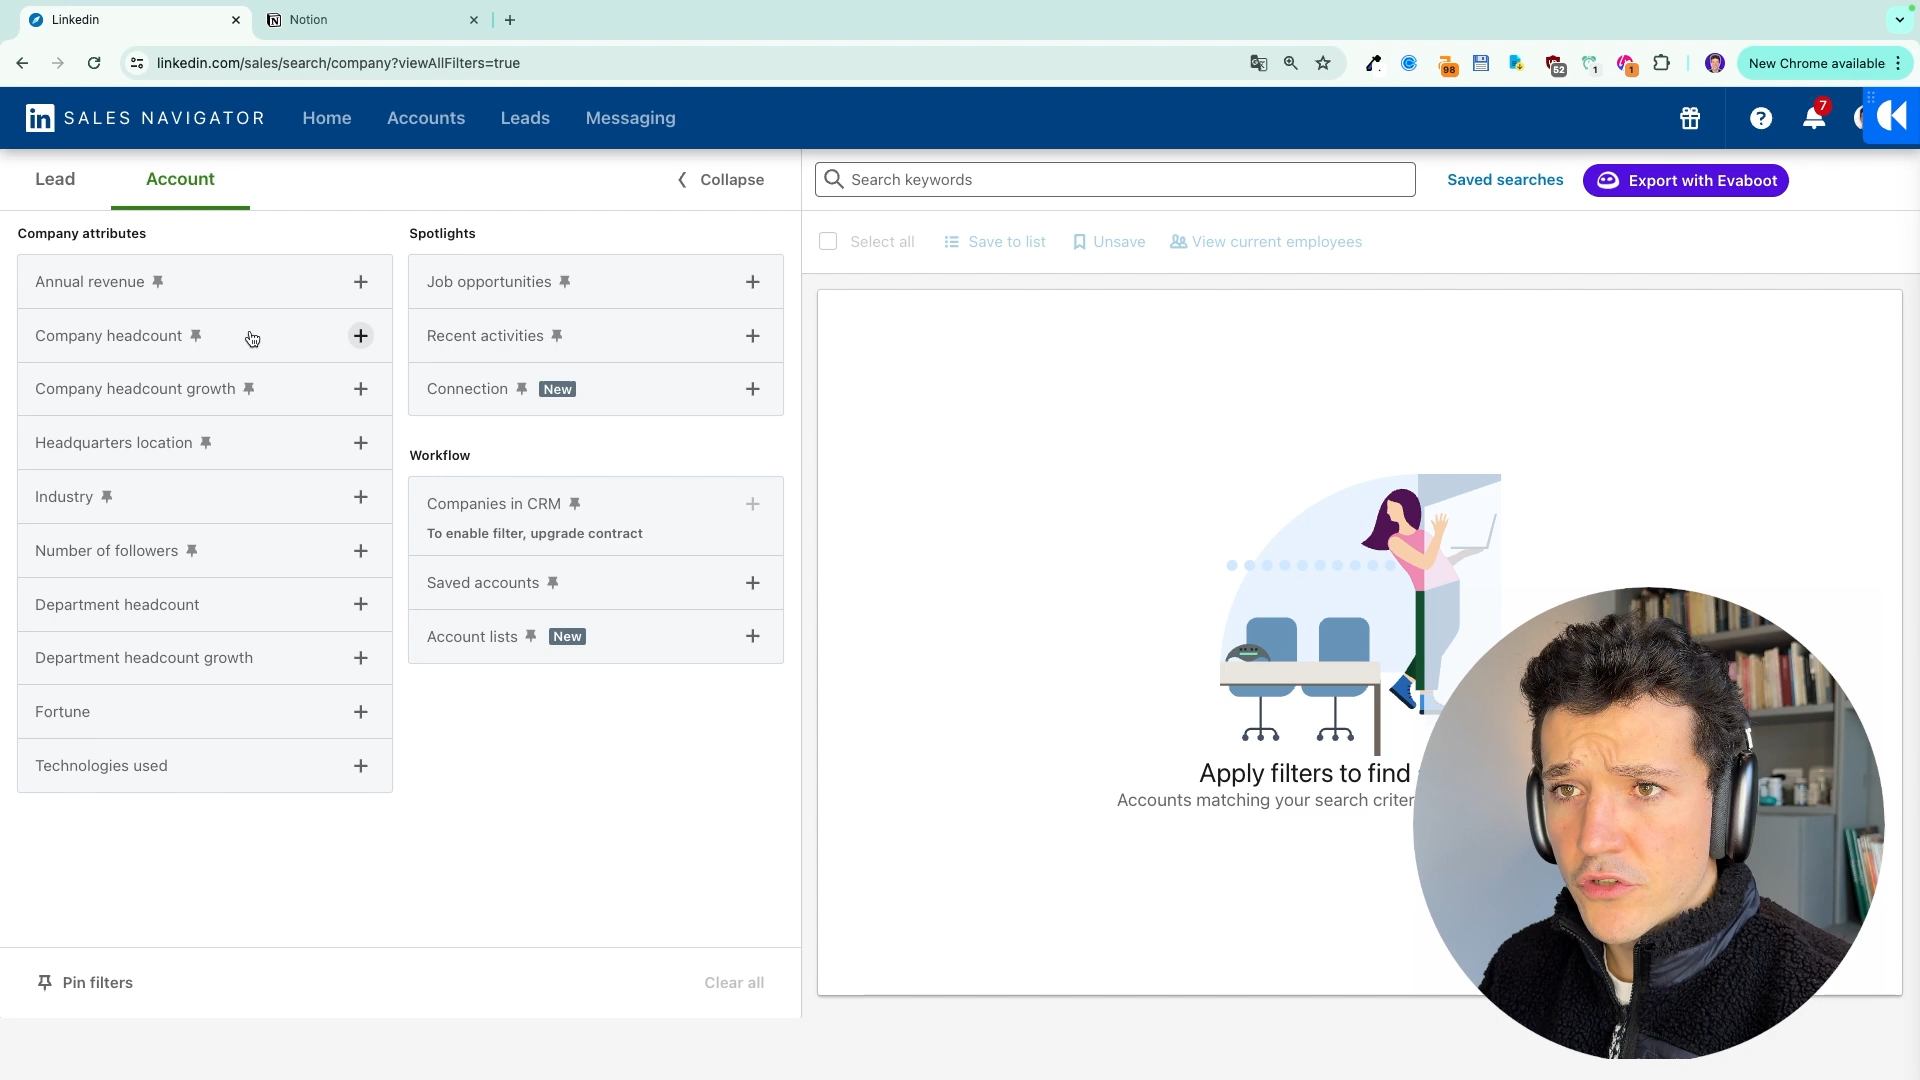 Linkedin
Notion
linkedin.com/sales/search/company?viewAllFilters=true
98
52
1
1
New Chrome available
in SALES NAVIGATOR
Home
Accounts
Leads
Messaging
7
Lead
Account
Collapse
Search keywords
Saved searches
Export with Evaboot
Company attributes
Annual revenue
Company headcount
Company headcount growth
Headquarters location
Industry
Number of followers
Department headcount
Department headcount growth
Fortune
Technologies used
Spotlights
Job opportunities
Recent activities
Connection New
Workflow
Companies in CRM
To enable filter, upgrade contract
Saved accounts
Account lists New
Select all
Save to list
Unsave
View current employees
Apply filters to find
Accounts matching your search criter
Pin filters
Clear all